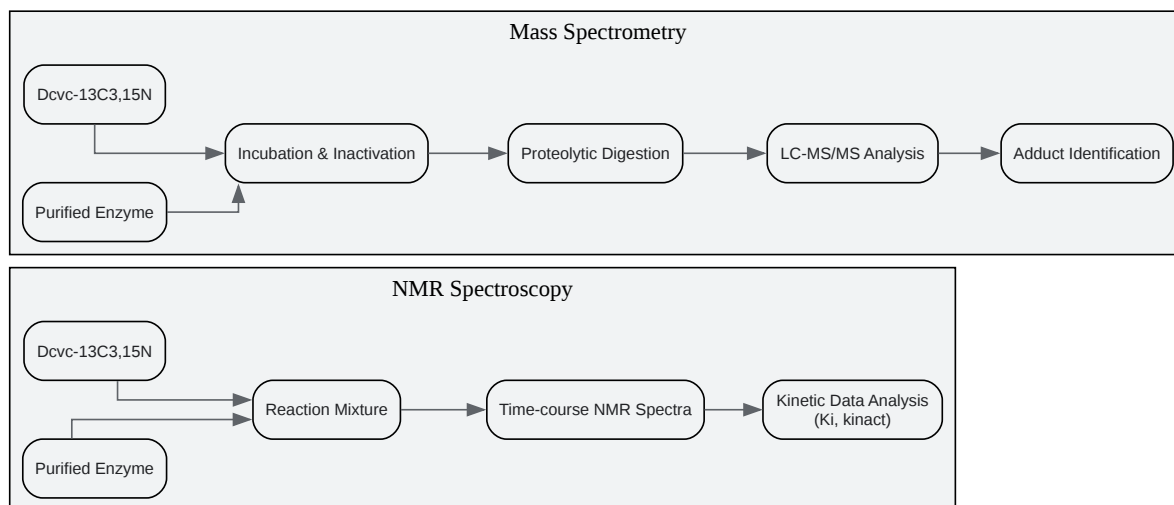 Mass Spectrometry
Dcvc-13C3,15N
Incubation & Inactivation
Proteolytic Digestion
LC-MS/MS Analysis
Adduct Identification
Purified Enzyme
NMR Spectroscopy
Dcvc-13C3,15N
Reaction Mixture
Time-course NMR Spectra
Kinetic Data Analysis
(Ki, kinact)
Purified Enzyme